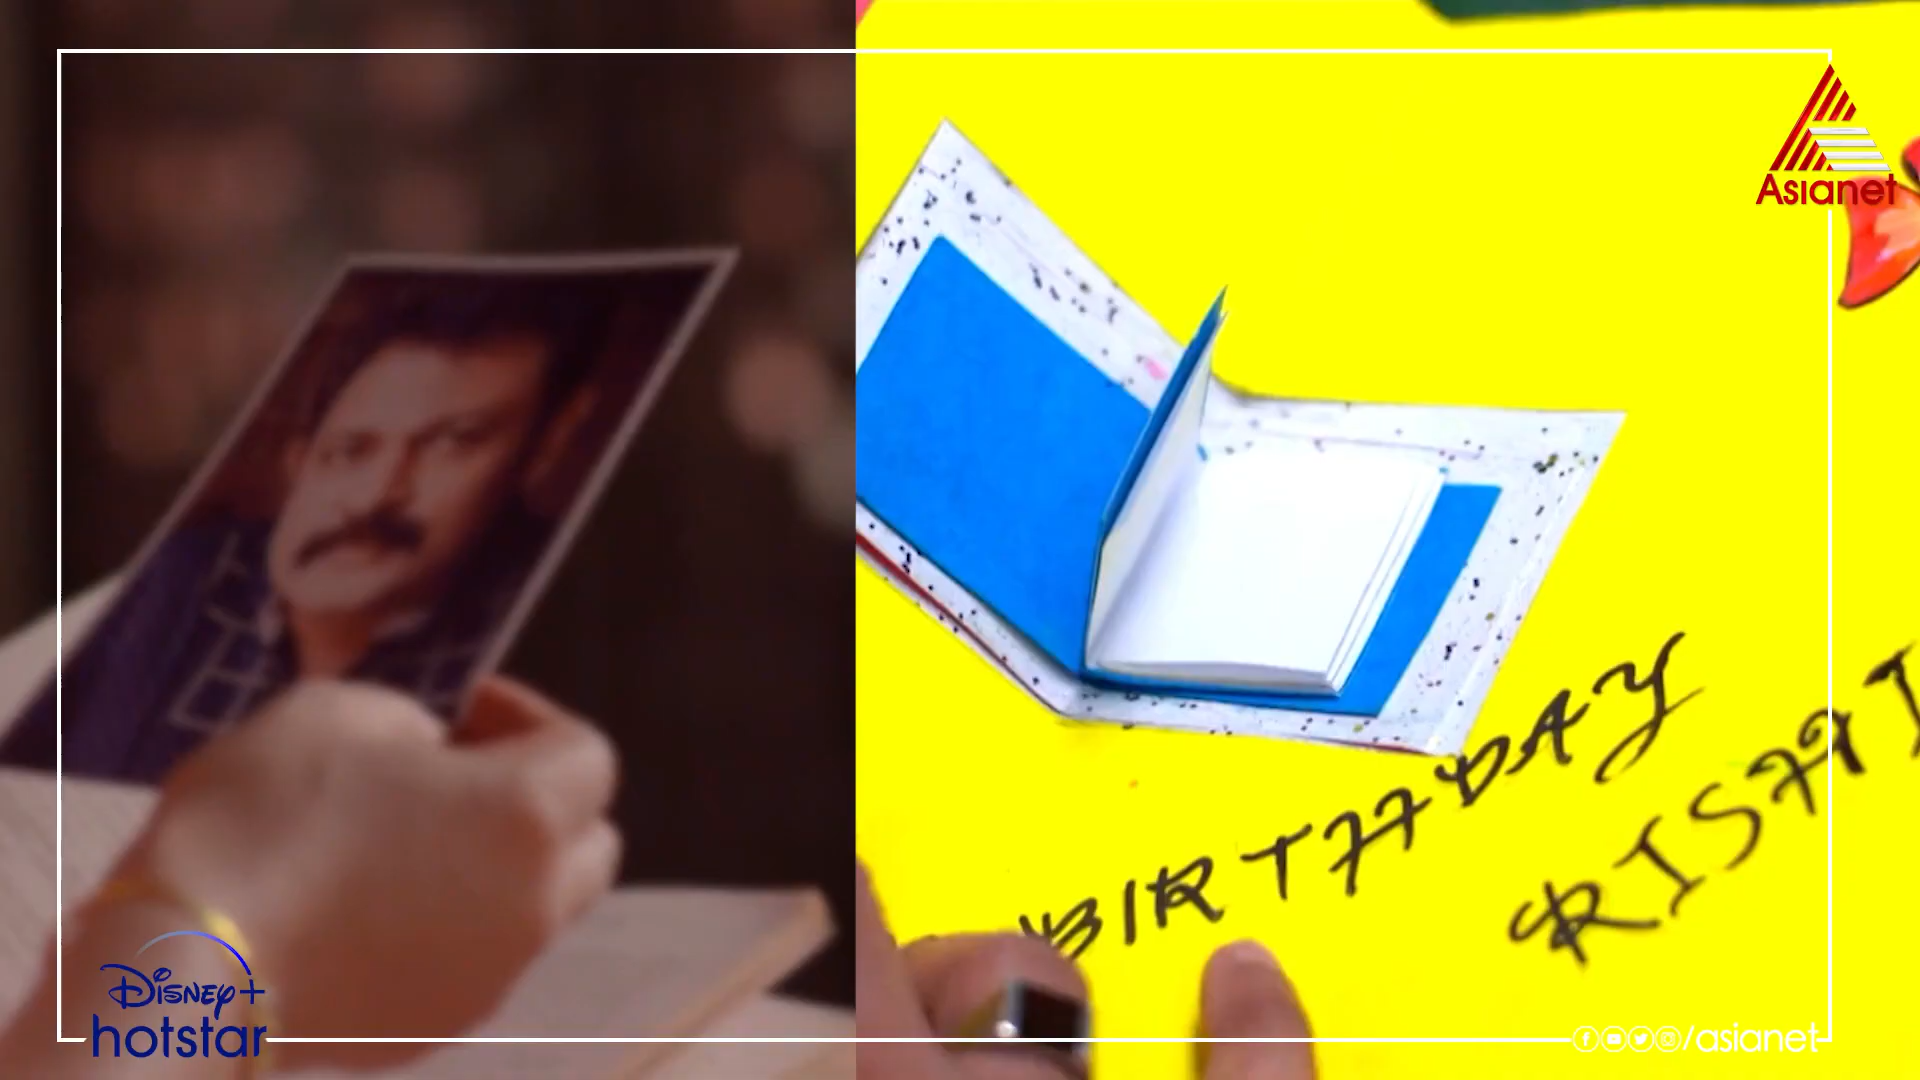 Asianet
BIRTHDAY
RISHI
Disney+
hotstar
/asianet